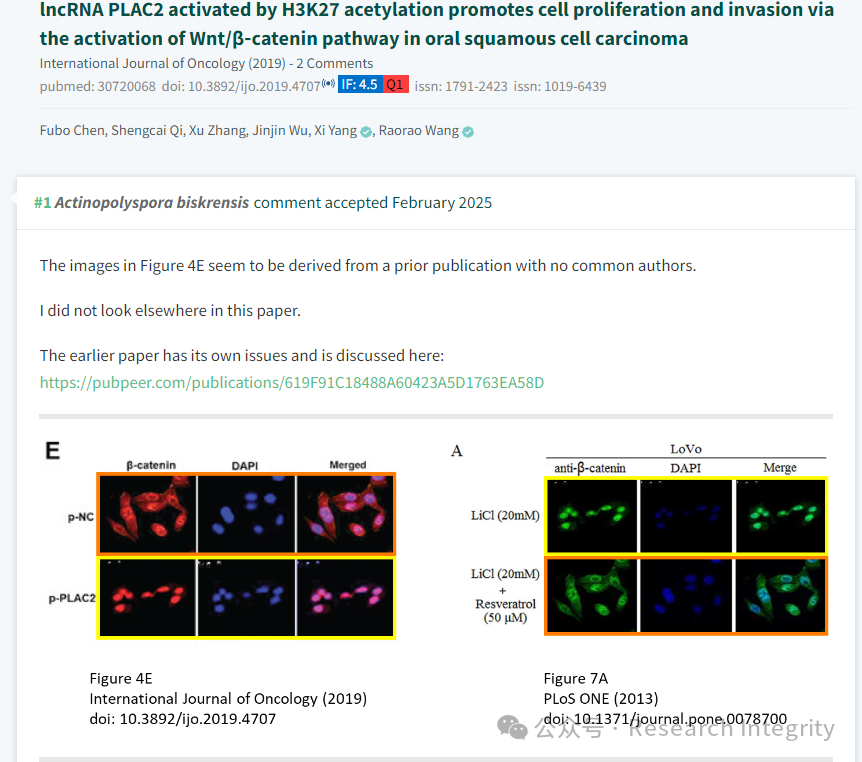 lncRNA PLAC2 activated by H3K27 acetylation promotes cell proliferation and invasion via
the activation of Wnt/β-catenin pathway in oral squamous cell carcinoma
International Journal of Oncology (2019) - 2 Comments
pubmed: 30720068 doi: 10.3892/ijo.2019.4707 IF: 4.5 Q1 issn: 1791-2423 issn: 1019-6439
Fubo Chen, Shengcai Qi, Xu Zhang, Jinjin Wu, Xi Yang, Raorao Wang
#1 Actinopolyspora biskrensis comment accepted February 2025
The images in Figure 4E seem to be derived from a prior publication with no common authors.
I did not look elsewhere in this paper.
The earlier paper has its own issues and is discussed here:
https://pubpeer.com/publications/619F91C18488A60423A5D1763EA58D
E
β-catenin DAPI Merged
p-NC
p-PLAC2
Figure 4E
International Journal of Oncology (2019)
doi: 10.3892/ijo.2019.4707
A
LoVo
anti-β-catenin DAPI Merge
LiCl (20mM)
LiCl (20mM)
+
Resveratrol
(50 μM)
Figure 7A
PLoS ONE (2013)
doi: 10.1371/journal.pone.0078700
公众号 · Research Integrity